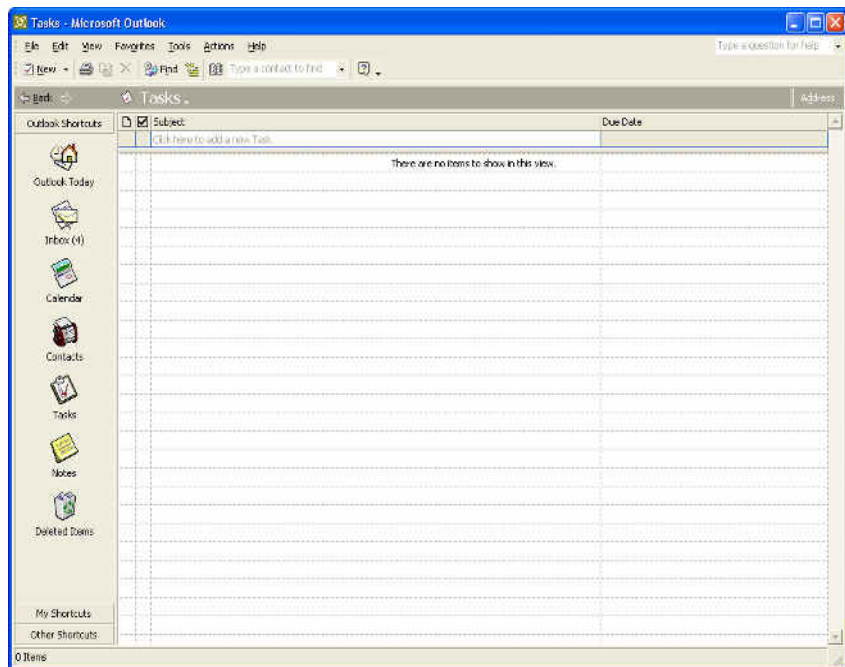 Tasks - Microsoft Outlook
File Edit View Favorites Tools Actions Help
Type a question for help
New Find Type a contact to find
Back Tasks . Address
Outlook Shortcuts
Subject Due Date
Click here to add a new Task
There are no items to show in this view.
Outlook Today
Inbox (4)
Calendar
Contacts
Tasks
Notes
Deleted Items
My Shortcuts
Other Shortcuts
0 Items